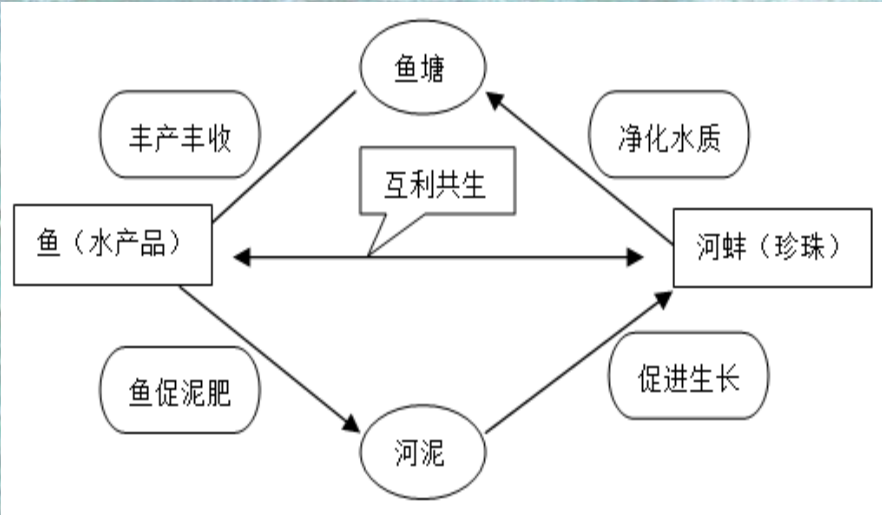 鱼塘
丰产丰收
净化水质
互利共生
鱼（水产品）
河蚌（珍珠）
鱼促泥肥
促进生长
河泥